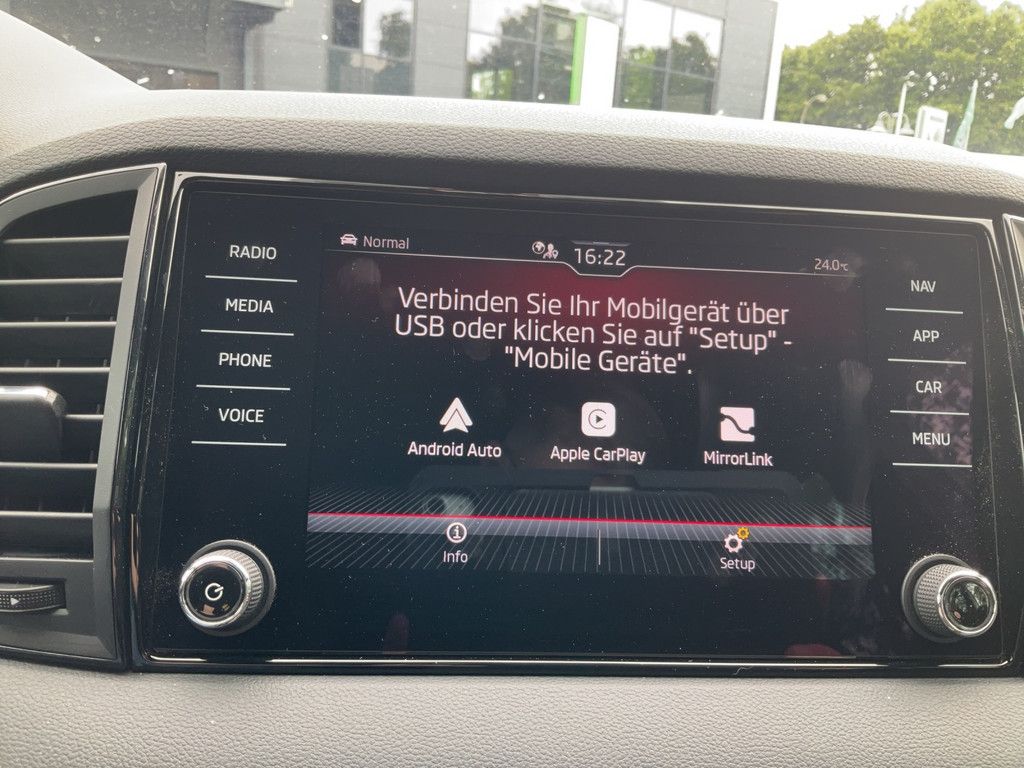 RADIO
MEDIA
PHONE
VOICE
Normal
16:22
24.0°C
Verbinden Sie Ihr Mobilgerät über
USB oder klicken Sie auf "Setup" -
"Mobile Geräte".
Android Auto
Apple CarPlay
MirrorLink
Info
Setup
NAV
APP
CAR
MENU